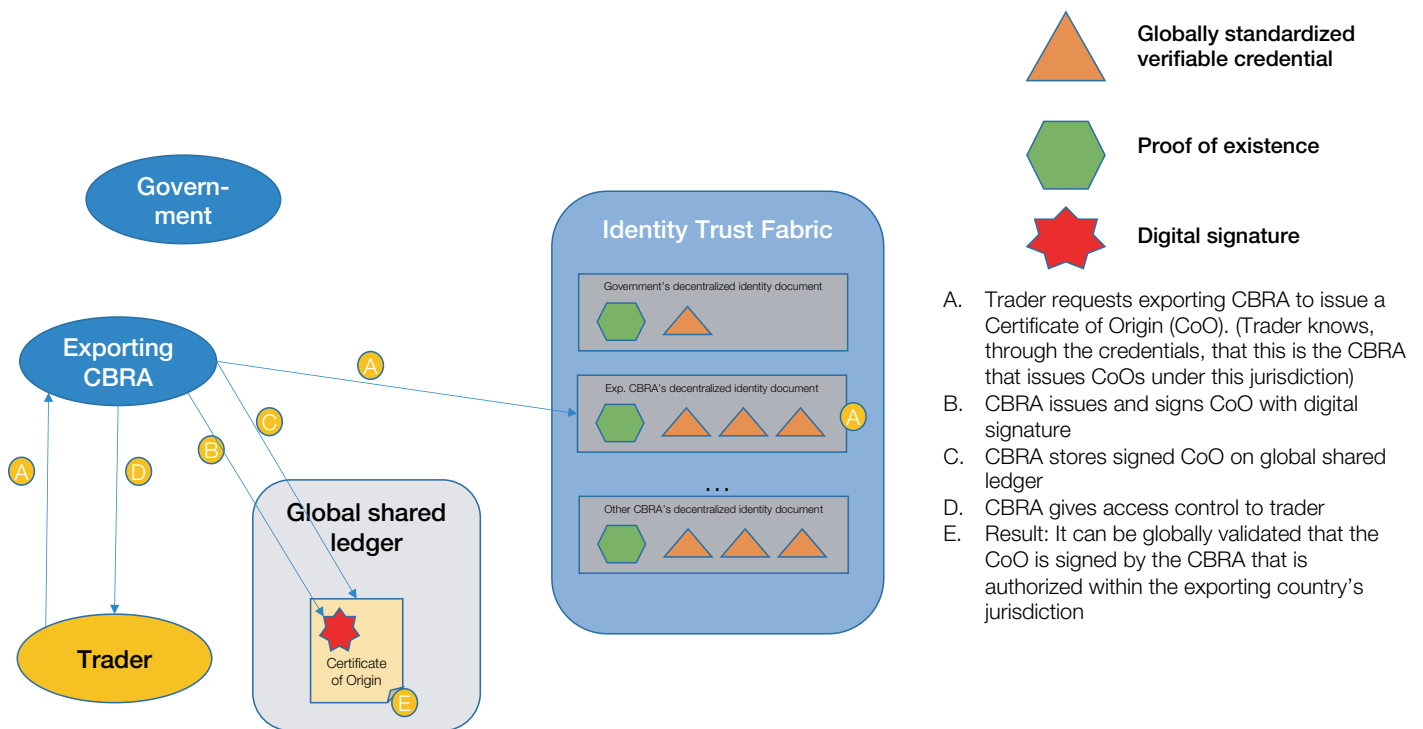 Govern-
ment
Exporting
CBRA
A
D
B
C
A
Trader
Global shared
ledger
Certificate
of Origin
E
Identity Trust Fabric
Government's decentralized identity document
Exp. CBRA's decentralized identity document
A
...
Other CBRA's decentralized identity document
Globally standardized
verifiable credential
Proof of existence
Digital signature
A. Trader requests exporting CBRA to issue a
Certificate of Origin (CoO). (Trader knows,
through the credentials, that this is the CBRA
that issues CoOs under this jurisdiction)
B. CBRA issues and signs CoO with digital
signature
C. CBRA stores signed CoO on global shared
ledger
D. CBRA gives access control to trader
E. Result: It can be globally validated that the
CoO is signed by the CBRA that is
authorized within the exporting country's
jurisdiction